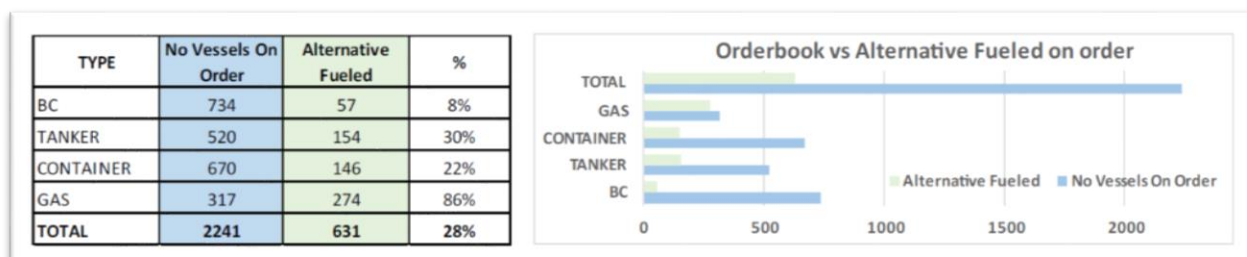 TYPE No Vessels On Order Alternative Fueled %
BC 734 57 8%
TANKER 520 154 30%
CONTAINER 670 146 22%
GAS 317 274 86%
TOTAL 2241 631 28%
Orderbook vs Alternative Fueled on order
TOTAL
GAS
CONTAINER
TANKER
BC
Alternative Fueled No Vessels On Order
0 500 1000 1500 2000